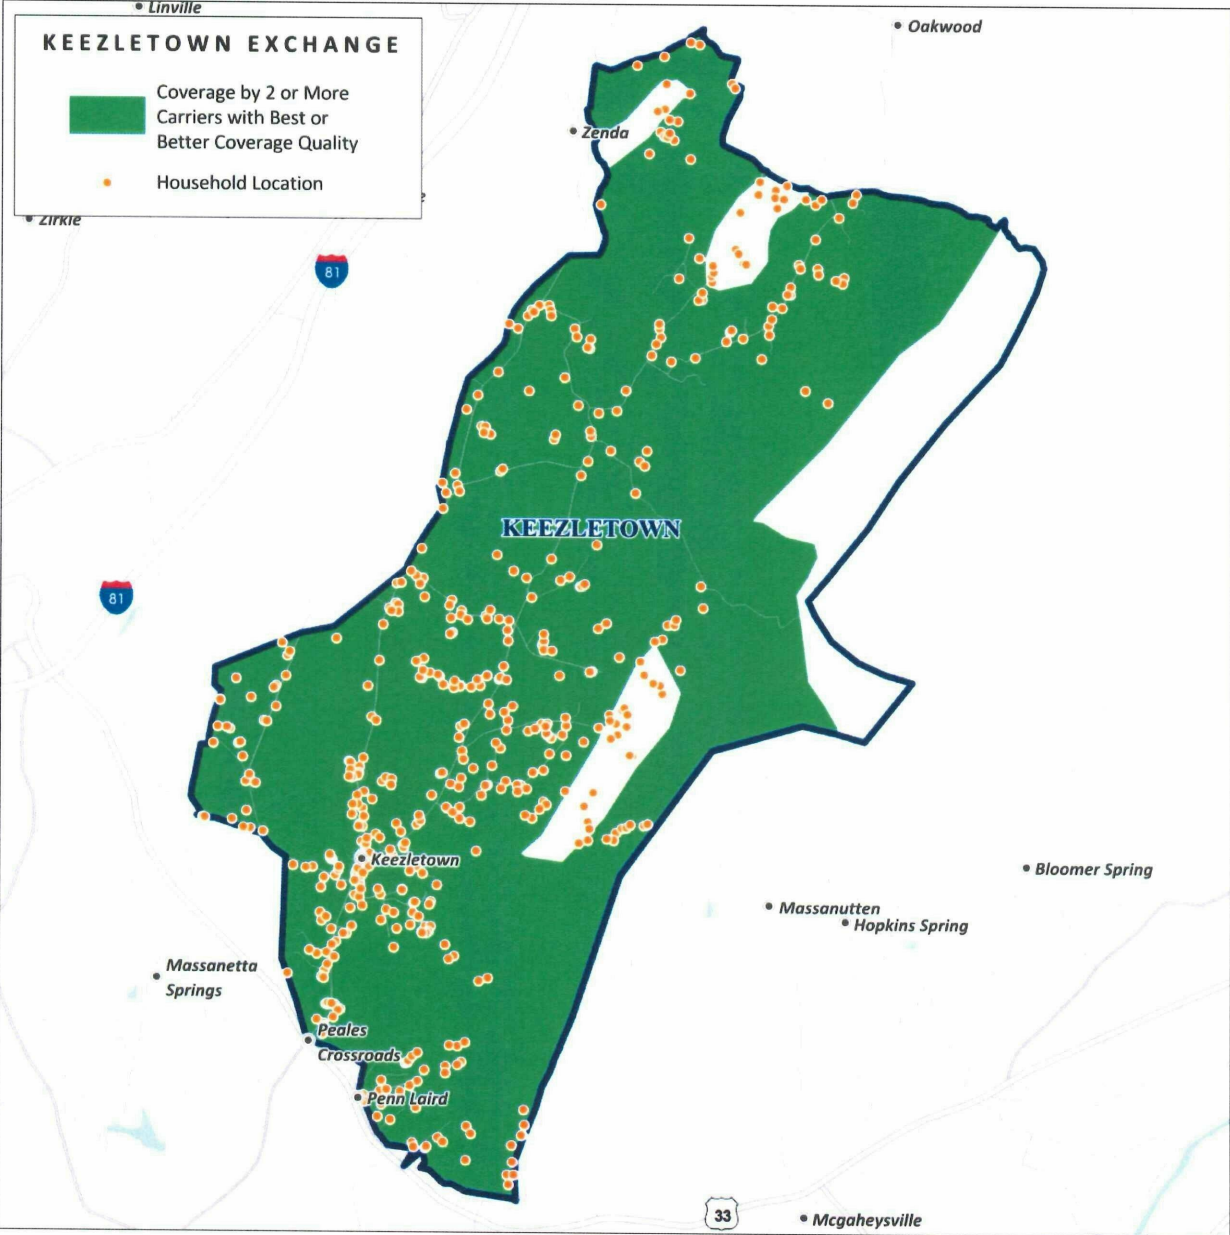 Linville
KEEZLETOWN EXCHANGE
Coverage by 2 or More
Carriers with Best or
Better Coverage Quality
Household Location
Oakwood
Zenda
Zirkle
81
KEEZLETOWN
81
Keezletown
Bloomer Spring
Massanutten
Hopkins Spring
Massanetta
Springs
Peales
Crossroads
Penn Laird
33
Mcgaheysville